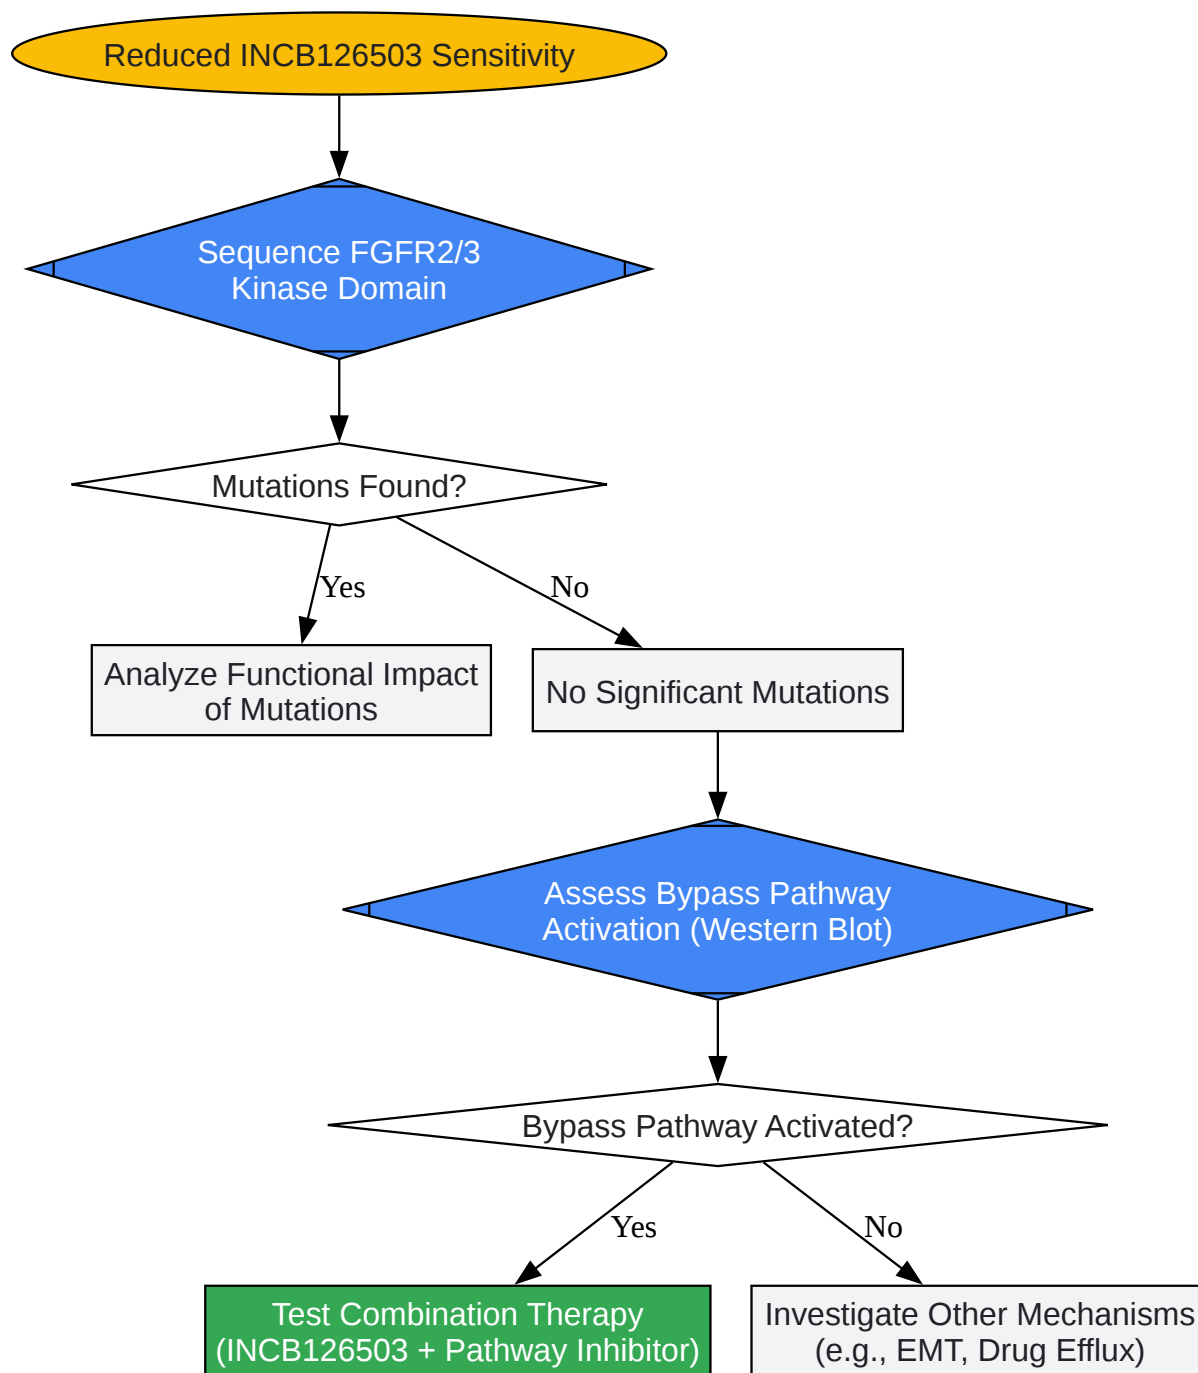 Reduced INCB126503 Sensitivity
Sequence FGFR2/3
Kinase Domain
Mutations Found?
Yes
No
Analyze Functional Impact
of Mutations
No Significant Mutations
Assess Bypass Pathway
Activation (Western Blot)
Bypass Pathway Activated?
Yes
No
Test Combination Therapy
(INCB126503 + Pathway Inhibitor)
Investigate Other Mechanisms
(e.g., EMT, Drug Efflux)